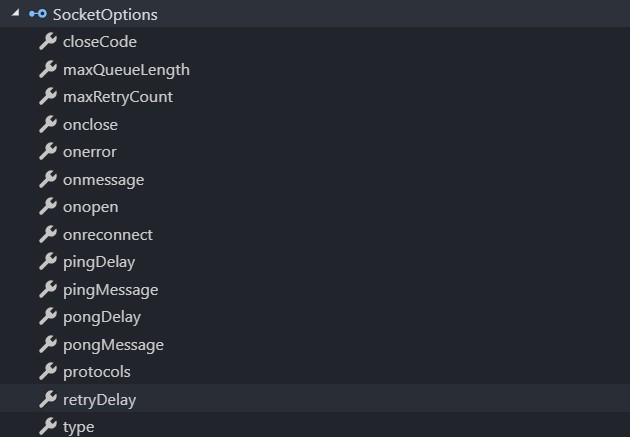 SocketOptions
closeCode
maxQueueLength
maxRetryCount
onclose
onerror
onmessage
onopen
onreconnect
pingDelay
pingMessage
pongDelay
pongMessage
protocols
retryDelay
type